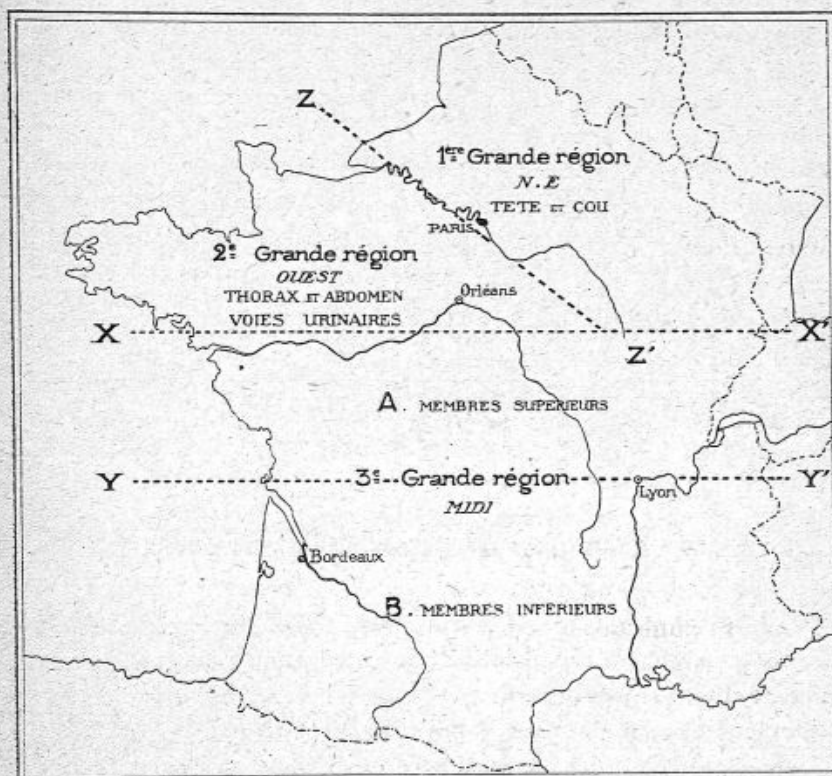 Z
1ère Grande région
N.E
TETE ET COU
PARIS
2e Grande région
OUEST
THORAX ET ABDOMEN
VOIES URINAIRES
Orléans
X
X'
Z'
A. MEMBRES SUPERIEURS
Y
3e Grande région
Y'
Lyon
MIDI
Bordeaux
B. MEMBRES INFÉRIEURS